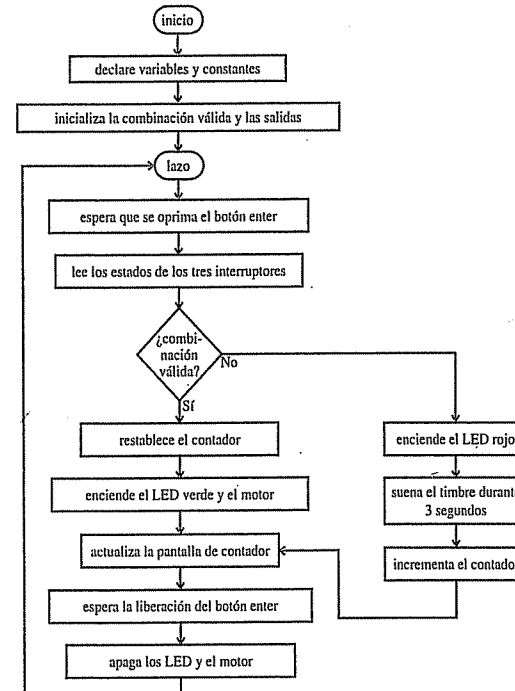 inicio
declare variables y constantes
inicializa la combinación válida y las salidas
lazo
espera que se oprima el botón enter
lee los estados de los tres interruptores
¿combi-
nación
válida?
No
Sí
restablece el contador
enciende el LED rojo
enciende el LED verde y el motor
suena el timbre durante
3 segundos
actualiza la pantalla de contador
incrementa el contador
espera la liberación del botón enter
apaga los LED y el motor